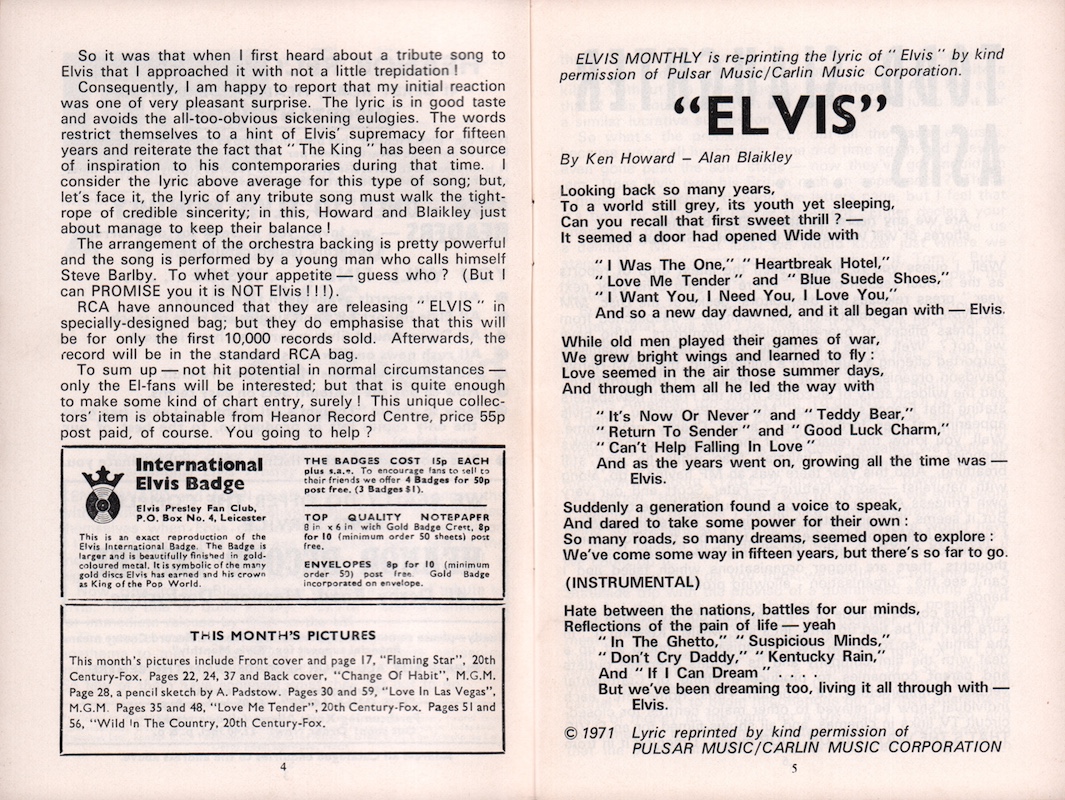 So it was that when I first heard about a tribute song to
Elvis that I approached it with not a little trepidation !
Consequently, I am happy to report that my initial reaction
was one of very pleasant surprise. The lyric is in good taste
and avoids the all-too-obvious sickening eulogies. The words
restrict themselves to a hint of Elvis' supremacy for fifteen
years and reiterate the fact that " The King " has been a source
of inspiration to his contemporaries during that time. I
consider the lyric above average for this type of song; but,
let's face it, the lyric of any tribute song must walk the tight-
rope of credible sincerity; in this, Howard and Blaikley just
about manage to keep their balance !
The arrangement of the orchestra backing is pretty powerful
and the song is performed by a young man who calls himself
Steve Barlby. To whet your appetite — guess who ? (But I
can PROMISE you it is NOT Elvis ! ! !).
RCA have announced that they are releasing " ELVIS " in
specially-designed bag; but they do emphasise that this will
be for only the first 10,000 records sold. Afterwards, the
record will be in the standard RCA bag.
To sum up — not hit potential in normal circumstances —
only the El-fans will be interested; but that is quite enough
to make some kind of chart entry, surely ! This unique collec-
tors' item is obtainable from Heanor Record Centre, price 55p
post paid, of course. You going to help ?
International
Elvis Badge
Elvis Presley Fan Club,
P.O. Box No. 4, Leicester
This is an exact reproduction of the
Elvis International Badge. The Badge is
larger and is beautifully finished in gold-
coloured metal. It is symbolic of the many
gold discs Elvis has earned and his crown
as King of the Pop World.
THE BADGES COST 15p EACH
plus s.a.e. To encourage fans to sell to
their friends we offer 4 Badges for 50p
post free. (3 Badges $1).
TOP QUALITY NOTEPAPER
8 in x 6 in with Gold Badge Crest, 8p
for 10 (minimum order 50 sheets) post
free.
ENVELOPES 8p for 10 (minimum
order 50) post free. Gold Badge
incorporated on envelope.
THIS MONTH'S PICTURES
This month's pictures include Front cover and page 17, "Flaming Star", 20th
Century-Fox. Pages 22, 24, 37 and Back cover, "Change Of Habit", M.G.M.
Page 28, a pencil sketch by A. Padstow. Pages 30 and 59, "Love In Las Vegas",
M.G.M. Pages 35 and 48, "Love Me Tender", 20th Century-Fox. Pages 51 and
56, "Wild In The Country, 20th Century-Fox.
4
ELVIS MONTHLY is re-printing the lyric of " Elvis " by kind
permission of Pulsar Music/Carlin Music Corporation.
"ELVIS"
By Ken Howard – Alan Blaikley
Looking back so many years,
To a world still grey, its youth yet sleeping,
Can you recall that first sweet thrill ? —
It seemed a door had opened Wide with
" I Was The One," " Heartbreak Hotel,"
" Love Me Tender " and " Blue Suede Shoes,"
" I Want You, I Need You, I Love You,"
And so a new day dawned, and it all began with — Elvis.
While old men played their games of war,
We grew bright wings and learned to fly :
Love seemed in the air those summer days,
And through them all he led the way with
" It's Now Or Never " and " Teddy Bear,"
" Return To Sender " and " Good Luck Charm,"
" Can't Help Falling In Love "
And as the years went on, growing all the time was —
Elvis.
Suddenly a generation found a voice to speak,
And dared to take some power for their own :
So many roads, so many dreams, seemed open to explore :
We've come some way in fifteen years, but there's so far to go.
(INSTRUMENTAL)
Hate between the nations, battles for our minds,
Reflections of the pain of life — yeah
" In The Ghetto," " Suspicious Minds,"
" Don't Cry Daddy," " Kentucky Rain,"
And " If I Can Dream " . . . .
But we've been dreaming too, living it all through with —
Elvis.
© 1971 Lyric reprinted by kind permission of
PULSAR MUSIC/CARLIN MUSIC CORPORATION
5